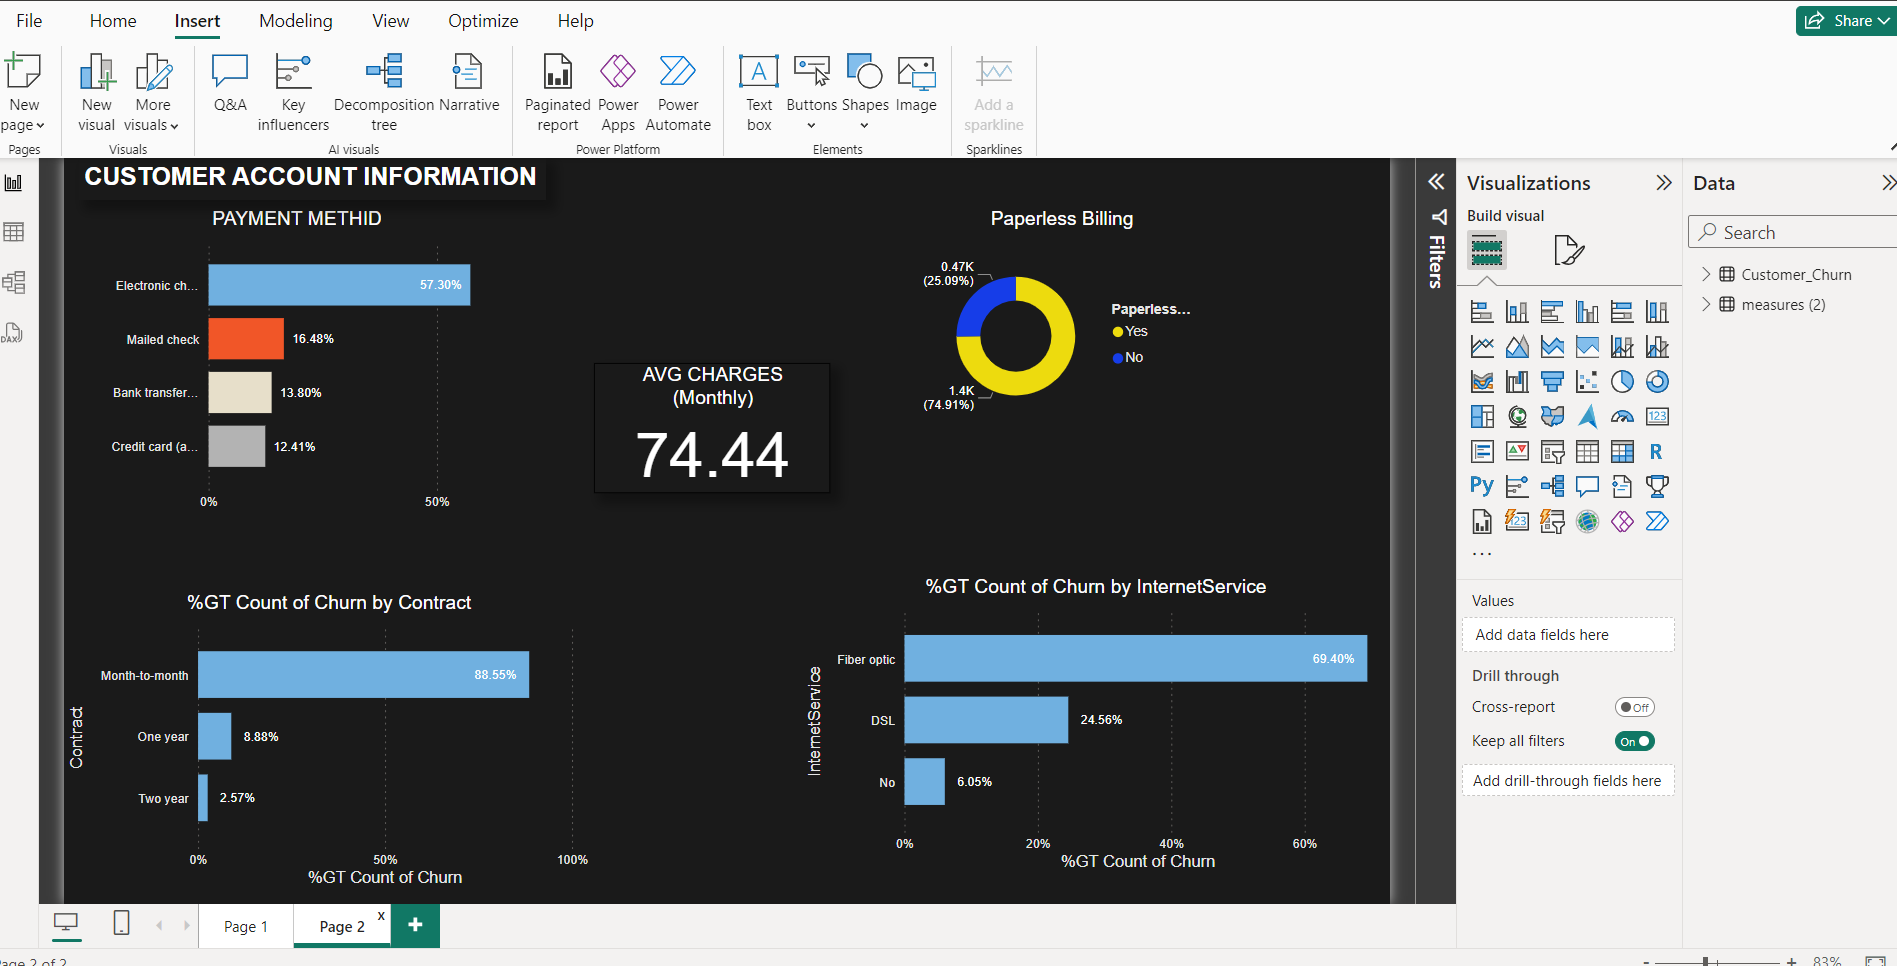 File Home Insert Modeling View Optimize Help
Share
New page
New visual
More visuals
Q&A
Key influencers
Decomposition tree
Narrative
Paginated report
Power Apps
Power Automate
Text box
Buttons
Shapes
Image
Add a sparkline
Pages
Visuals
AI visuals
Power Platform
Elements
Sparklines
CUSTOMER ACCOUNT INFORMATION
PAYMENT METHID
Electronic ch...
57.30%
Mailed check
16.48%
Bank transfer...
13.80%
Credit card (a...
12.41%
0% 50%
AVG CHARGES
(Monthly)
74.44
Paperless Billing
0.47K
(25.09%)
1.4K
(74.91%)
Paperless...
Yes
No
%GT Count of Churn by Contract
Contract
Month-to-month
88.55%
One year
8.88%
Two year
2.57%
0% 50% 100%
%GT Count of Churn
%GT Count of Churn by InternetService
InternetService
Fiber optic
69.40%
DSL
24.56%
No
6.05%
0% 20% 40% 60%
%GT Count of Churn
Filters
Visualizations
Build visual
123
R
Py
123
...
Values
Add data fields here
Drill through
Cross-report
Off
Keep all filters
On
Add drill-through fields here
Data
Search
Customer_Churn
measures (2)
DAX
Page 1
Page 2
x
+
Page 2 of 2
- + 83%